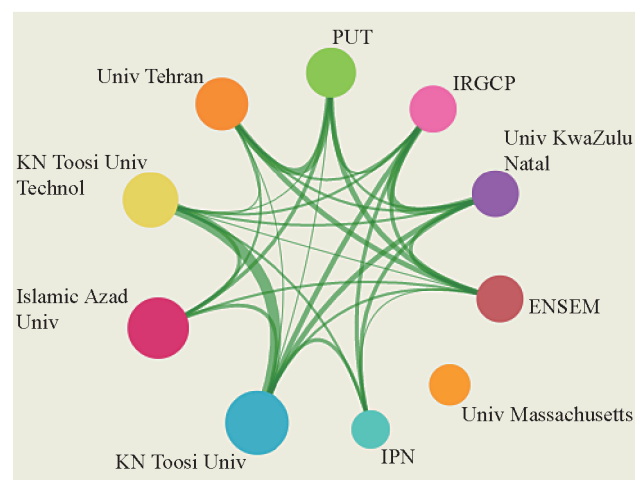 PUT
Univ Tehran
IRGCP
Univ KwaZulu
Natal
KN Toosi Univ
Technol
Islamic Azad
Univ
ENSEM
Univ Massachusetts
IPN
KN Toosi Univ